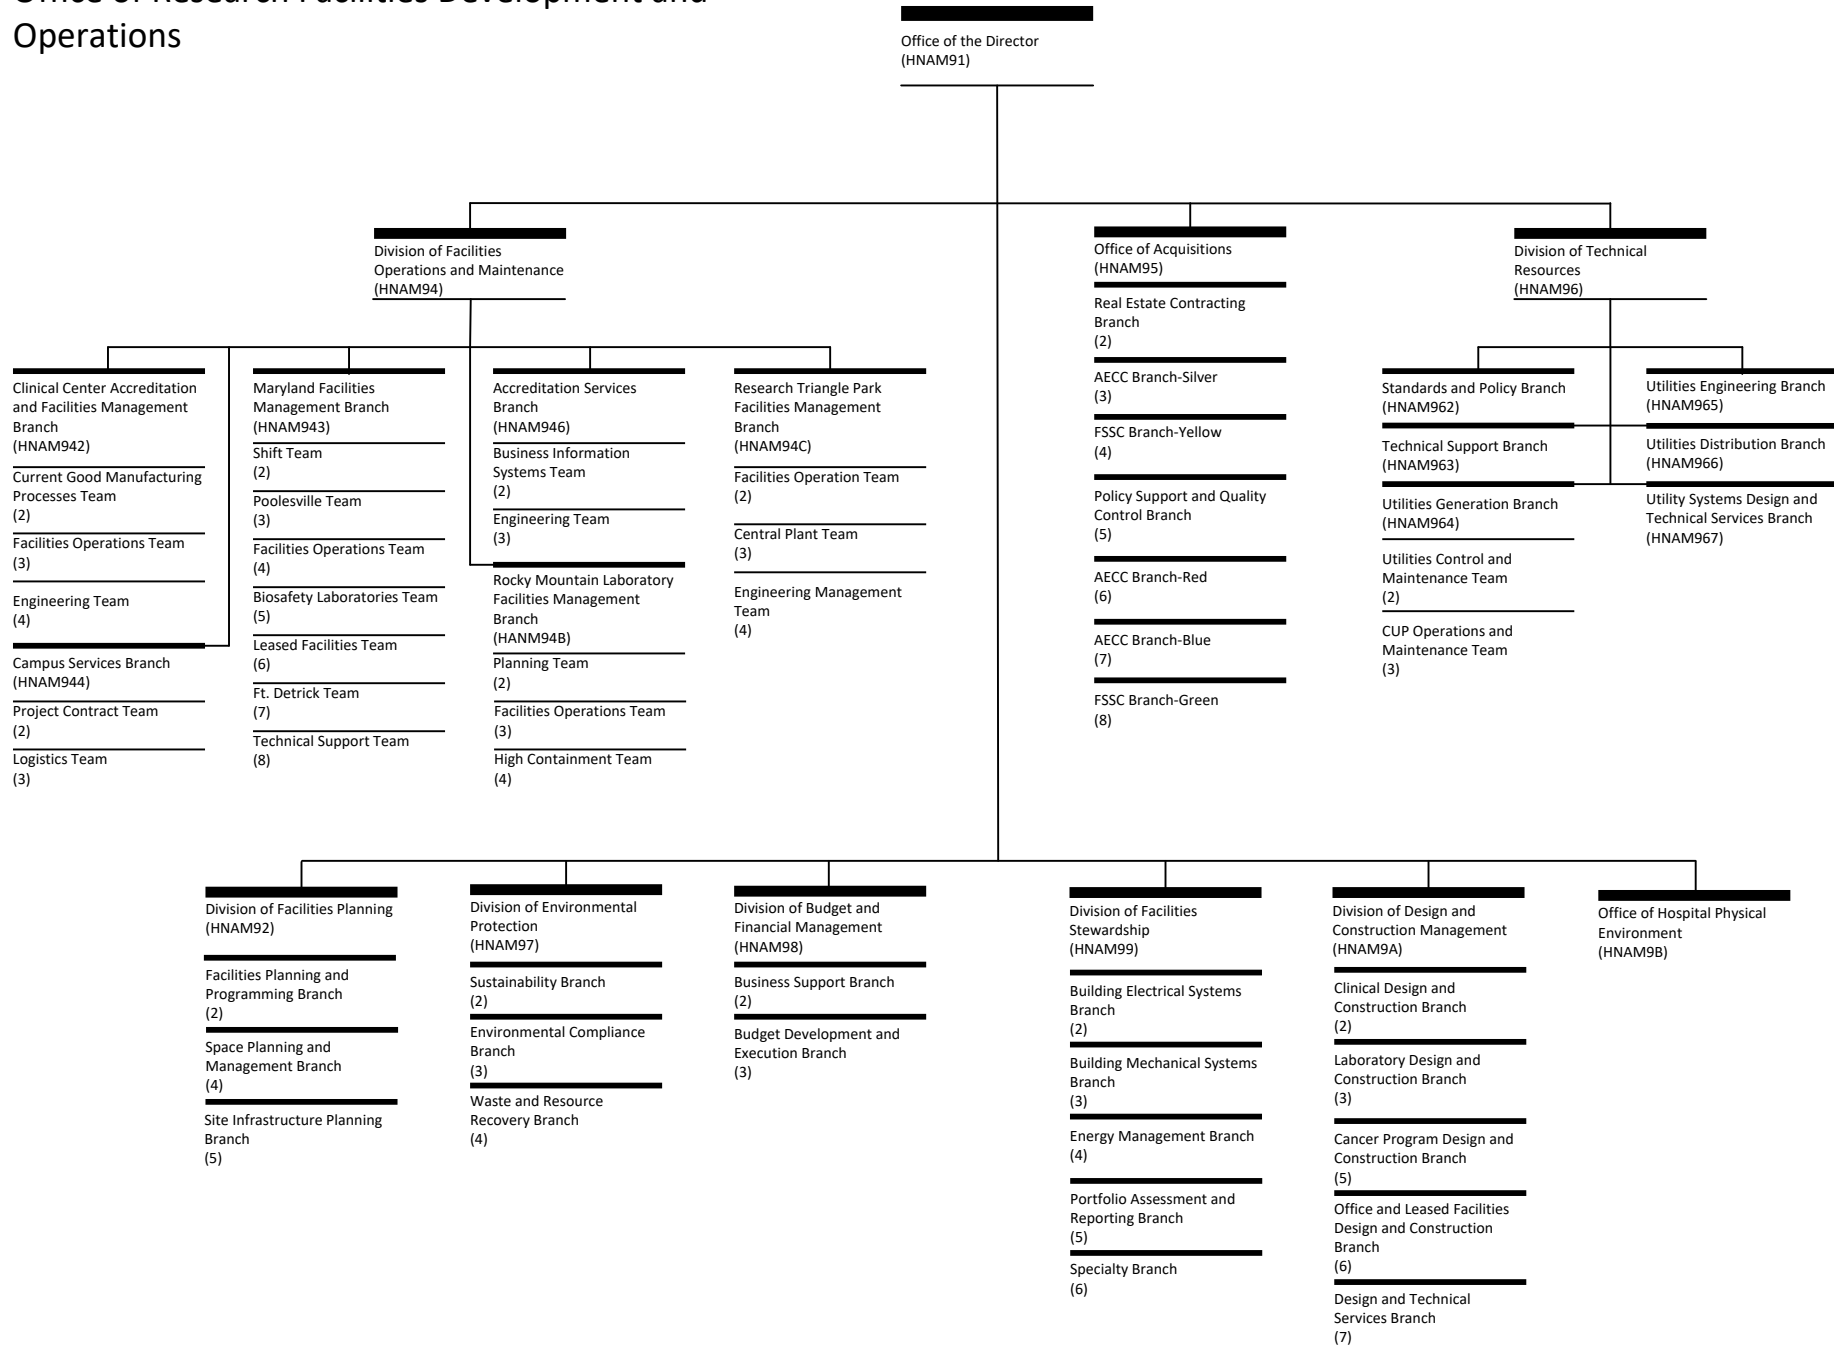 Office of Research Facilities Development and
Operations
Office of the Director
(HNAM91)
Division of Facilities
Operations and Maintenance
(HNAM94)
Office of Acquisitions
(HNAM95)
Division of Technical
Resources
(HNAM96)
Clinical Center Accreditation
and Facilities Management
Branch
(HNAM942)
Current Good Manufacturing
Processes Team
(2)
Facilities Operations Team
(3)
Engineering Team
(4)
Campus Services Branch
(HNAM944)
Project Contract Team
(2)
Logistics Team
(3)
Maryland Facilities
Management Branch
(HNAM943)
Shift Team
(2)
Poolesville Team
(3)
Facilities Operations Team
(4)
Biosafety Laboratories Team
(5)
Leased Facilities Team
(6)
Ft. Detrick Team
(7)
Technical Support Team
(8)
Accreditation Services
Branch
(HNAM946)
Business Information
Systems Team
(2)
Engineering Team
(3)
Rocky Mountain Laboratory
Facilities Management
Branch
(HANM94B)
Planning Team
(2)
Facilities Operations Team
(3)
High Containment Team
(4)
Research Triangle Park
Facilities Management
Branch
(HNAM94C)
Facilities Operation Team
(2)
Central Plant Team
(3)
Engineering Management
Team
(4)
Real Estate Contracting
Branch
(2)
AECC Branch-Silver
(3)
FSSC Branch-Yellow
(4)
Policy Support and Quality
Control Branch
(5)
AECC Branch-Red
(6)
AECC Branch-Blue
(7)
FSSC Branch-Green
(8)
Standards and Policy Branch
(HNAM962)
Technical Support Branch
(HNAM963)
Utilities Generation Branch
(HNAM964)
Utilities Control and
Maintenance Team
(2)
CUP Operations and
Maintenance Team
(3)
Utilities Engineering Branch
(HNAM965)
Utilities Distribution Branch
(HNAM966)
Utility Systems Design and
Technical Services Branch
(HNAM967)
Division of Facilities Planning
(HNAM92)
Facilities Planning and
Programming Branch
(2)
Space Planning and
Management Branch
(4)
Site Infrastructure Planning
Branch
(5)
Division of Environmental
Protection
(HNAM97)
Sustainability Branch
(2)
Environmental Compliance
Branch
(3)
Waste and Resource
Recovery Branch
(4)
Division of Budget and
Financial Management
(HNAM98)
Business Support Branch
(2)
Budget Development and
Execution Branch
(3)
Division of Facilities
Stewardship
(HNAM99)
Building Electrical Systems
Branch
(2)
Building Mechanical Systems
Branch
(3)
Energy Management Branch
(4)
Portfolio Assessment and
Reporting Branch
(5)
Specialty Branch
(6)
Division of Design and
Construction Management
(HNAM9A)
Clinical Design and
Construction Branch
(2)
Laboratory Design and
Construction Branch
(3)
Cancer Program Design and
Construction Branch
(5)
Office and Leased Facilities
Design and Construction
Branch
(6)
Design and Technical
Services Branch
(7)
Office of Hospital Physical
Environment
(HNAM9B)